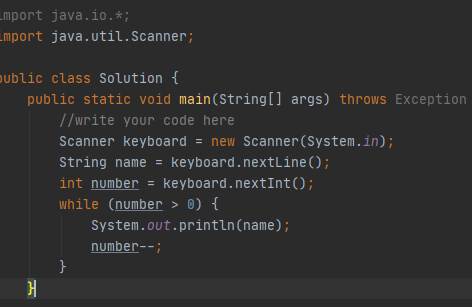 import java.io.*;
import java.util.Scanner;
public class Solution {
public static void main(String[] args) throws Exception
//write your code here
Scanner keyboard = new Scanner(System.in);
String name = keyboard.nextLine();
int number = keyboard.nextInt();
while (number > 0) {
System.out.println(name);
number--;
}
}